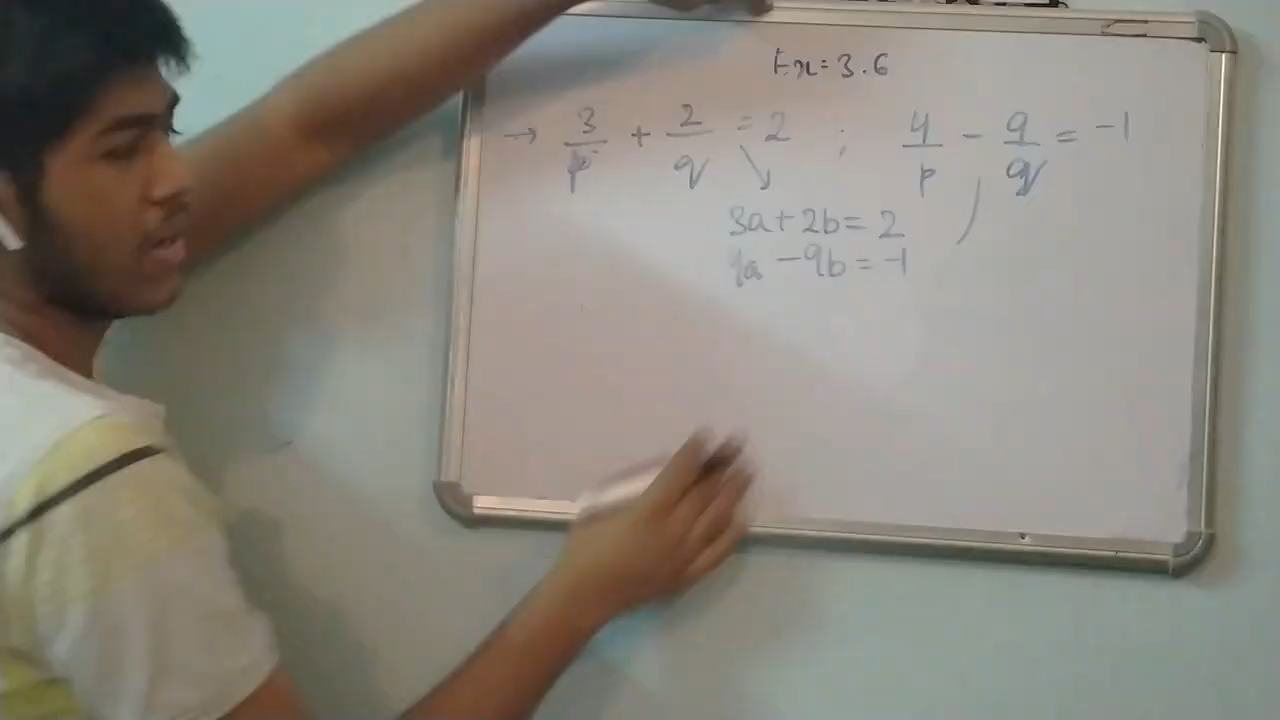 Ex = 3.6
→ 3/p + 2/q = 2 ; 4/p - 9/q = -1
3a + 2b = 2
4a - 9b = -1